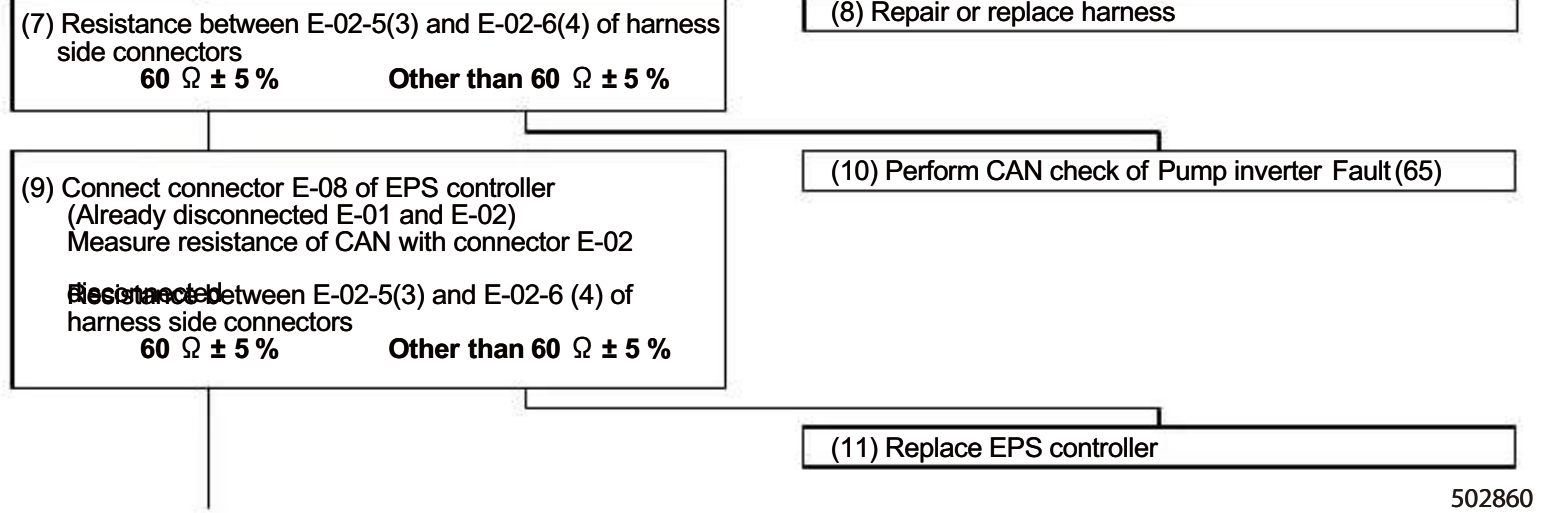 (7) Resistance between E-02-5(3) and E-02-6(4) of harness
side connectors
60 Ω ± 5 % Other than 60 Ω ± 5 %
(8) Repair or replace harness
(9) Connect connector E-08 of EPS controller
(Already disconnected E-01 and E-02)
Measure resistance of CAN with connector E-02
disconnected
Resistance between E-02-5(3) and E-02-6 (4) of
harness side connectors
60 Ω ± 5 % Other than 60 Ω ± 5 %
(10) Perform CAN check of Pump inverter Fault (65)
(11) Replace EPS controller
502860